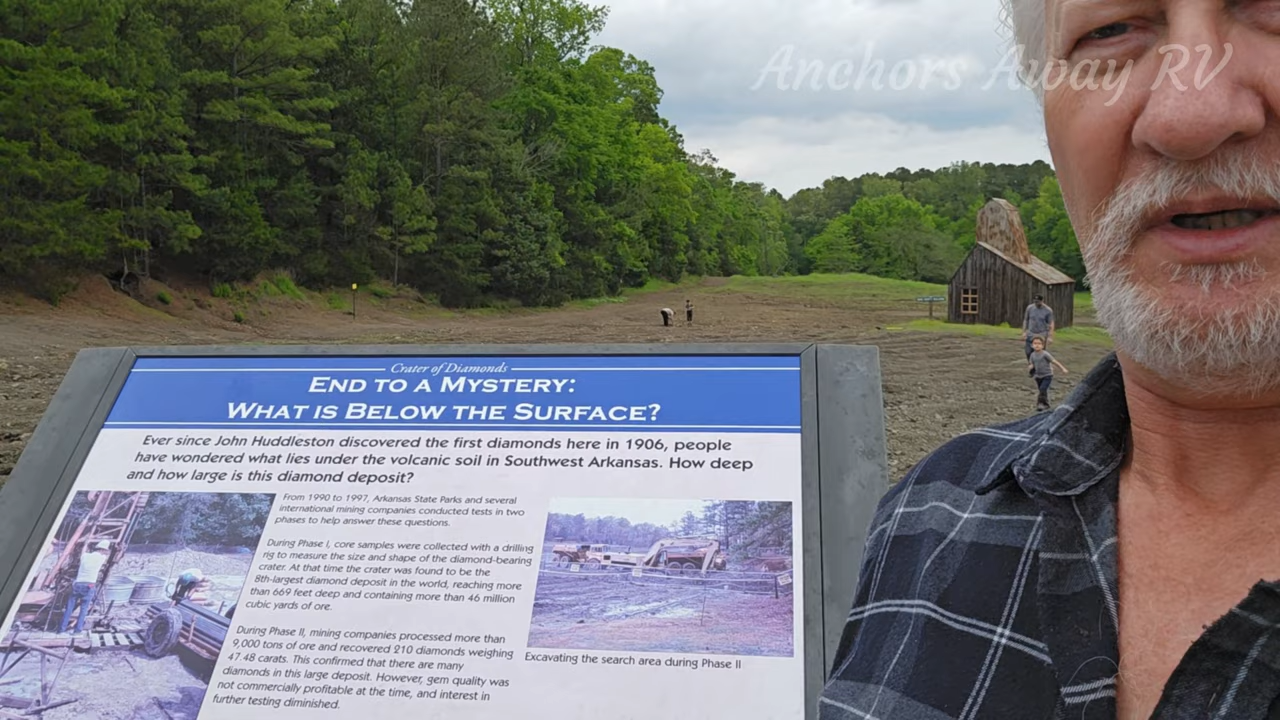 Anchors Away RV
Crater of Diamonds
END TO A MYSTERY:
WHAT IS BELOW THE SURFACE?
Ever since John Huddleston discovered the first diamonds here in 1906, people
have wondered what lies under the volcanic soil in Southwest Arkansas. How deep
and how large is this diamond deposit?
From 1990 to 1997, Arkansas State Parks and several
international mining companies conducted tests in two
phases to help answer these questions.
During Phase I, core samples were collected with a drilling
rig to measure the size and shape of the diamond-bearing
crater. At that time the crater was found to be the
8th-largest diamond deposit in the world, reaching more
than 669 feet deep and containing more than 46 million
cubic yards of ore.
During Phase II, mining companies processed more than
9,000 tons of ore and recovered 210 diamonds weighing
47.48 carats. This confirmed that there are many
diamonds in this large deposit. However, gem quality was
not commercially profitable at the time, and interest in
further testing diminished.
Excavating the search area during Phase II